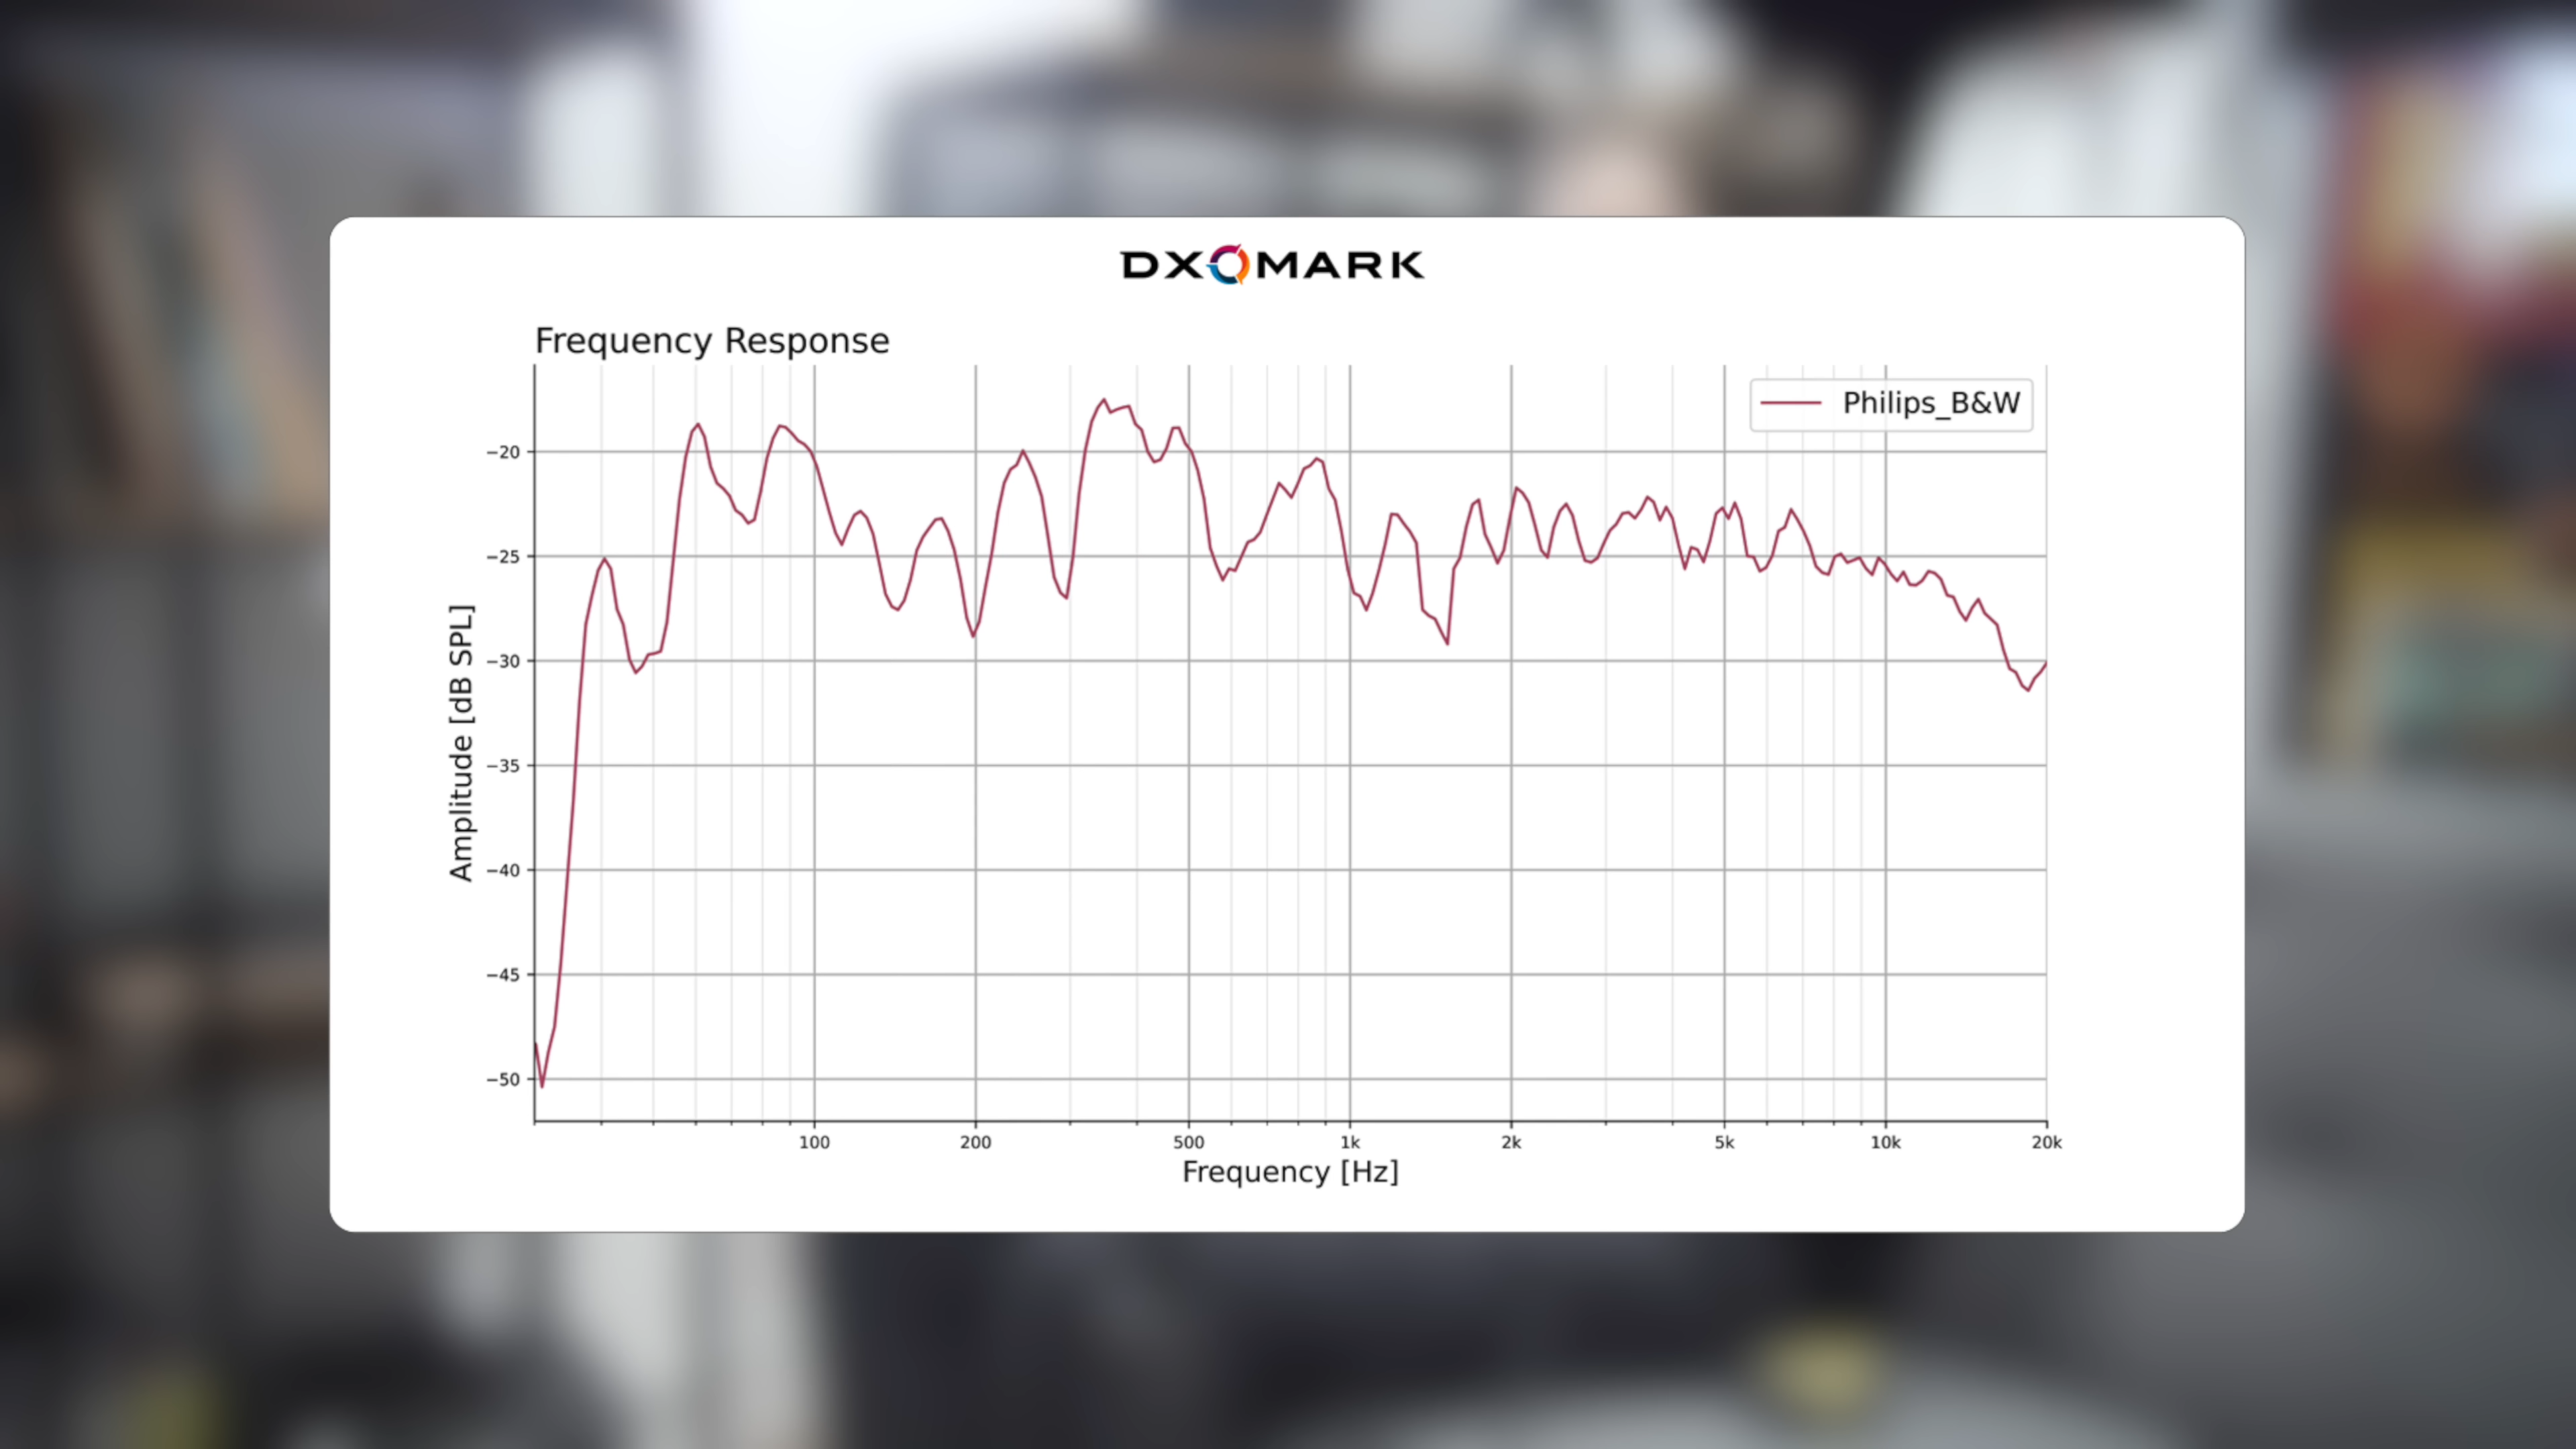 DXOMARK
Frequency Response
Philips_B&W
−20
−25
−30
−35
−40
−45
−50
Amplitude [dB SPL]
100 200 500 1k 2k 5k 10k 20k
Frequency [Hz]